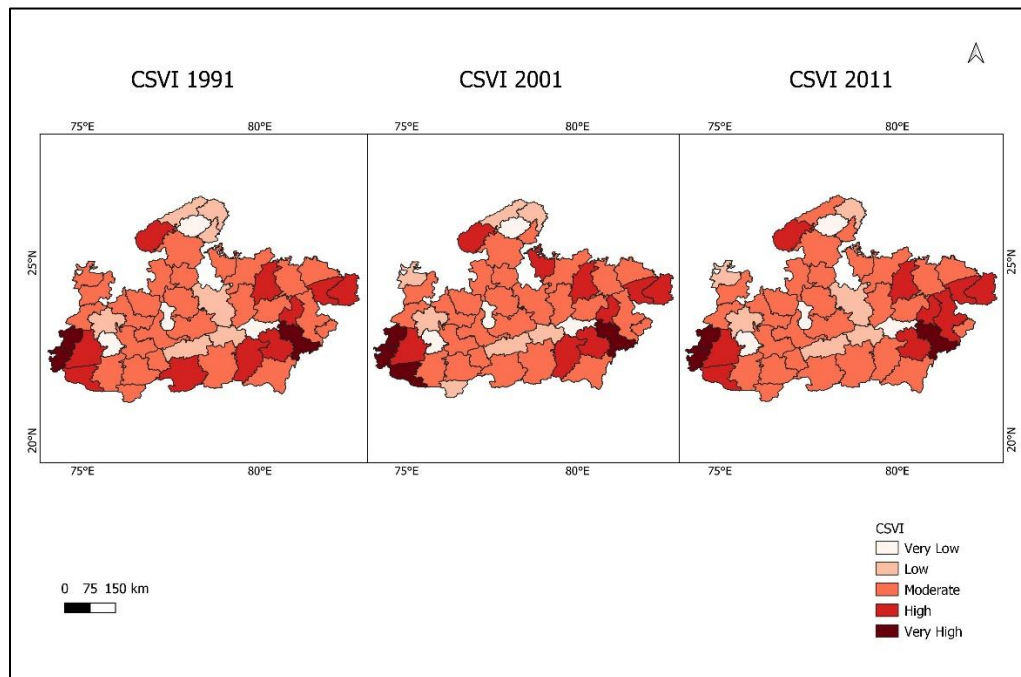 CSVI 1991
CSVI 2001
CSVI 2011
75°E 80°E 75°E 80°E 75°E 80°E
25°N 25°N
20°N 20°N
75°E 80°E 75°E 80°E 75°E 80°E
CSVI
Very Low
Low
Moderate
High
Very High
0 75 150 km